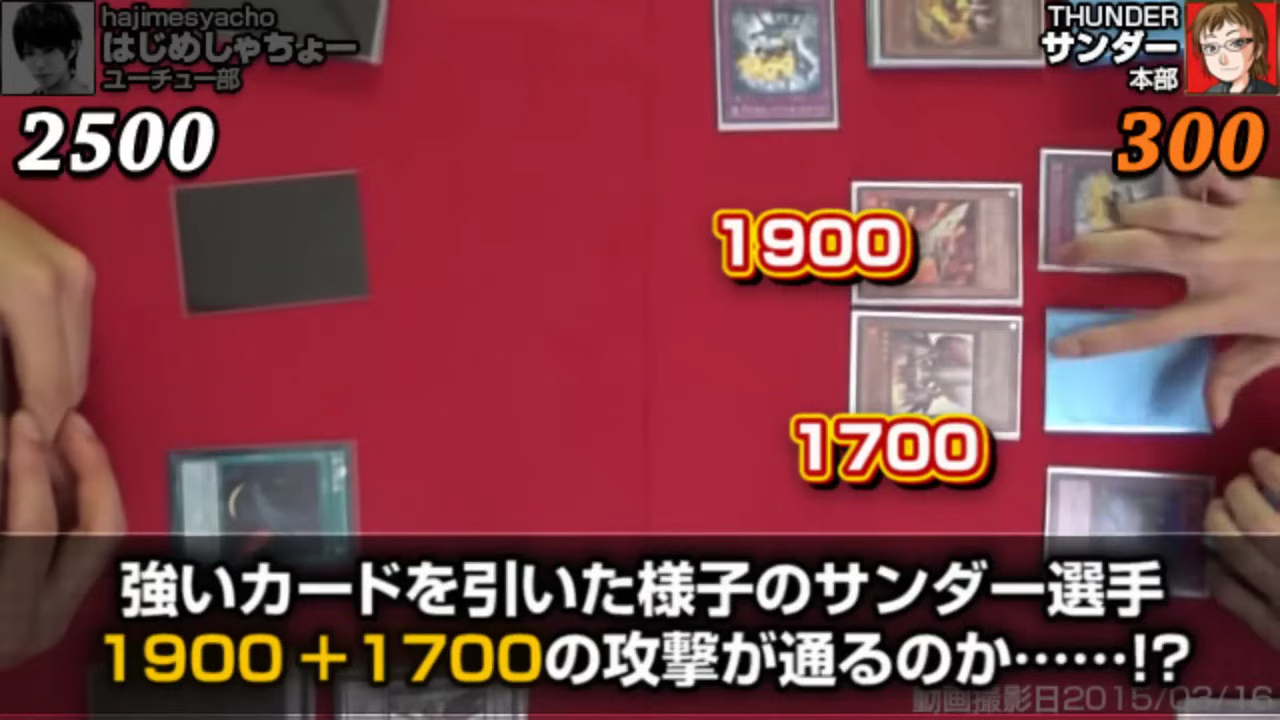 hajimesyacho
はじめしゃちょー
ユーチュー部
2500
THUNDER
サンダー
本部
300
1900
1700
強いカードを引いた様子のサンダー選手
1900+1700の攻撃が通るのか……!?
動画撮影日2015/03/16